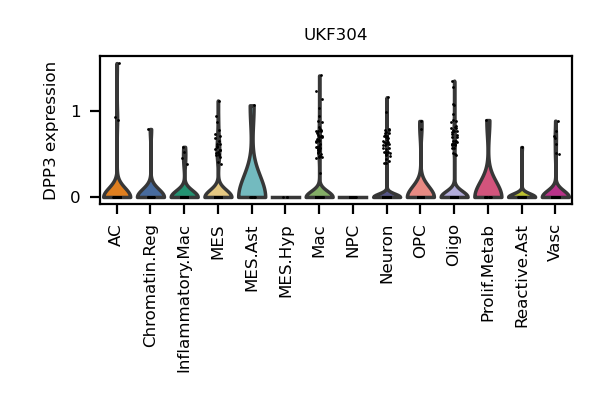 UKF304
DPP3 expression
1
0
AC
Chromatin.Reg
Inflammatory.Mac
MES
MES.Ast
MES.Hyp
Mac
NPC
Neuron
OPC
Oligo
Prolif.Metab
Reactive.Ast
Vasc